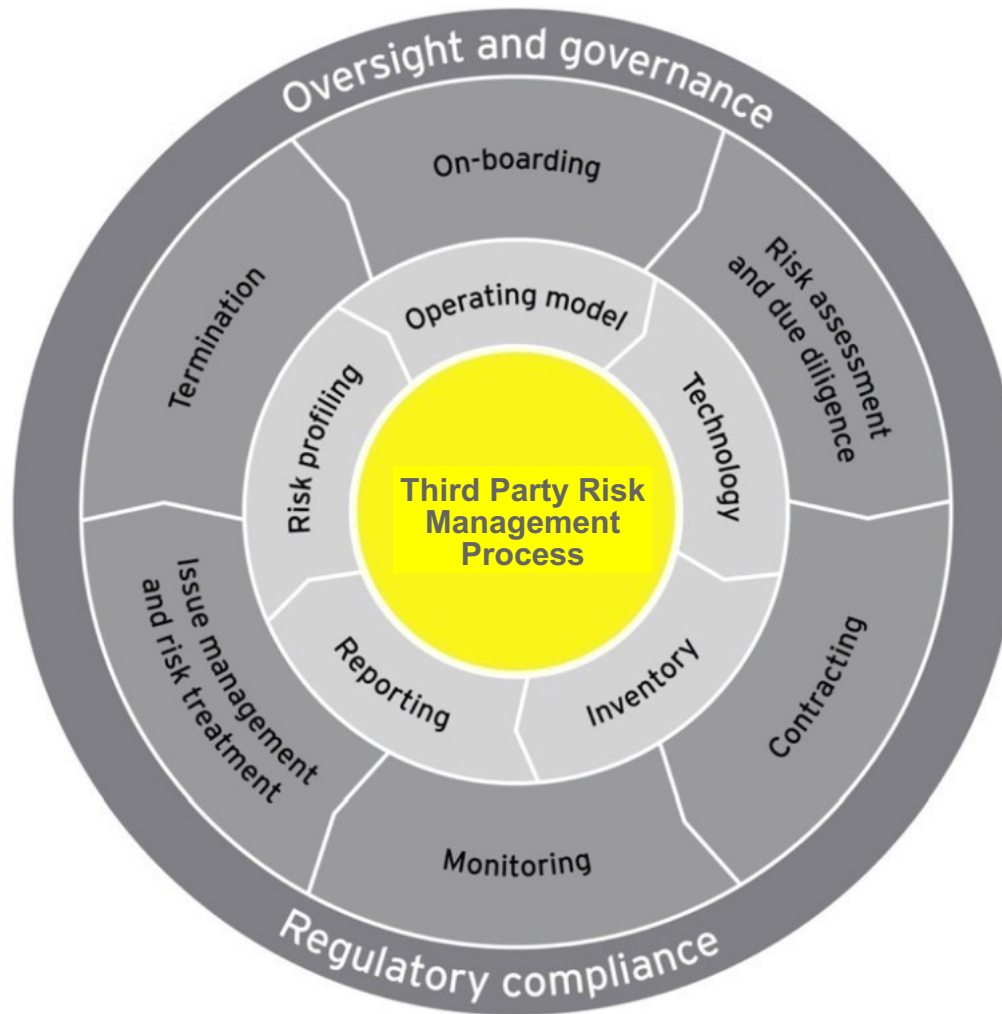 Oversight and governance
On-boarding
Risk assessment
and due diligence
Contracting
Monitoring
Issue management
and risk treatment
Termination
Operating model
Technology
Inventory
Reporting
Risk profiling
Third Party Risk
Management
Process
Regulatory compliance